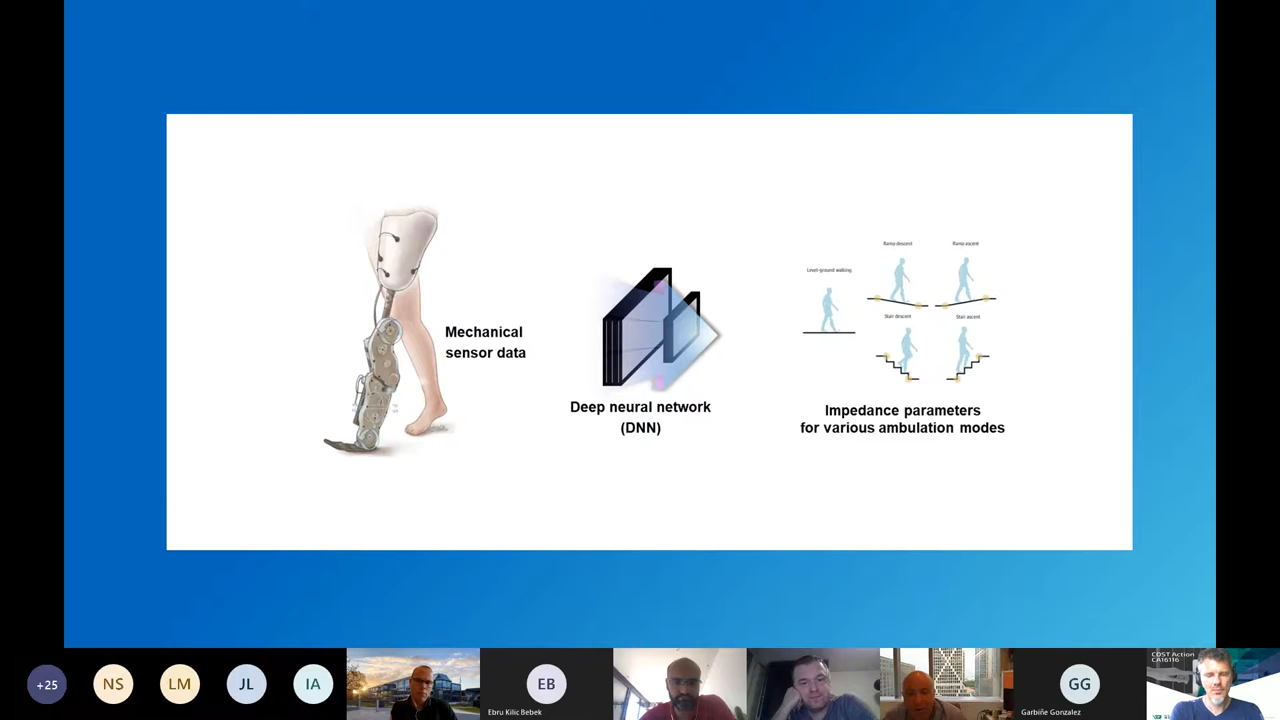 Ramp descent
Ramp ascent
Level-ground walking
Stair descent
Stair ascent
Mechanical
sensor data
Deep neural network
(DNN)
Impedance parameters
for various ambulation modes
+25
NS
LM
JL
IA
EB
Ebru Kilic Bebek
GG
Garbiñe Gonzalez
COST Action
CA16116